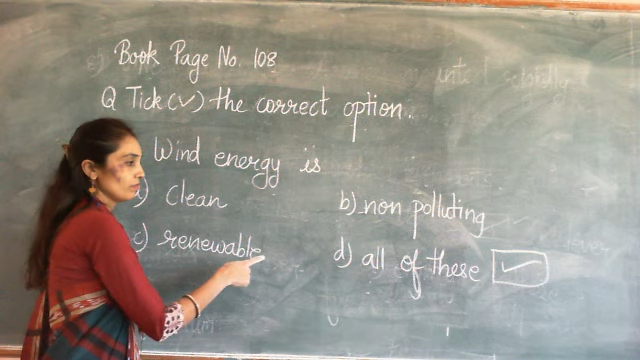 Book Page No. 108
Q Tick (✓) the correct option.
Wind energy is
) Clean b) non polluting
c) renewable d) all of these ✓